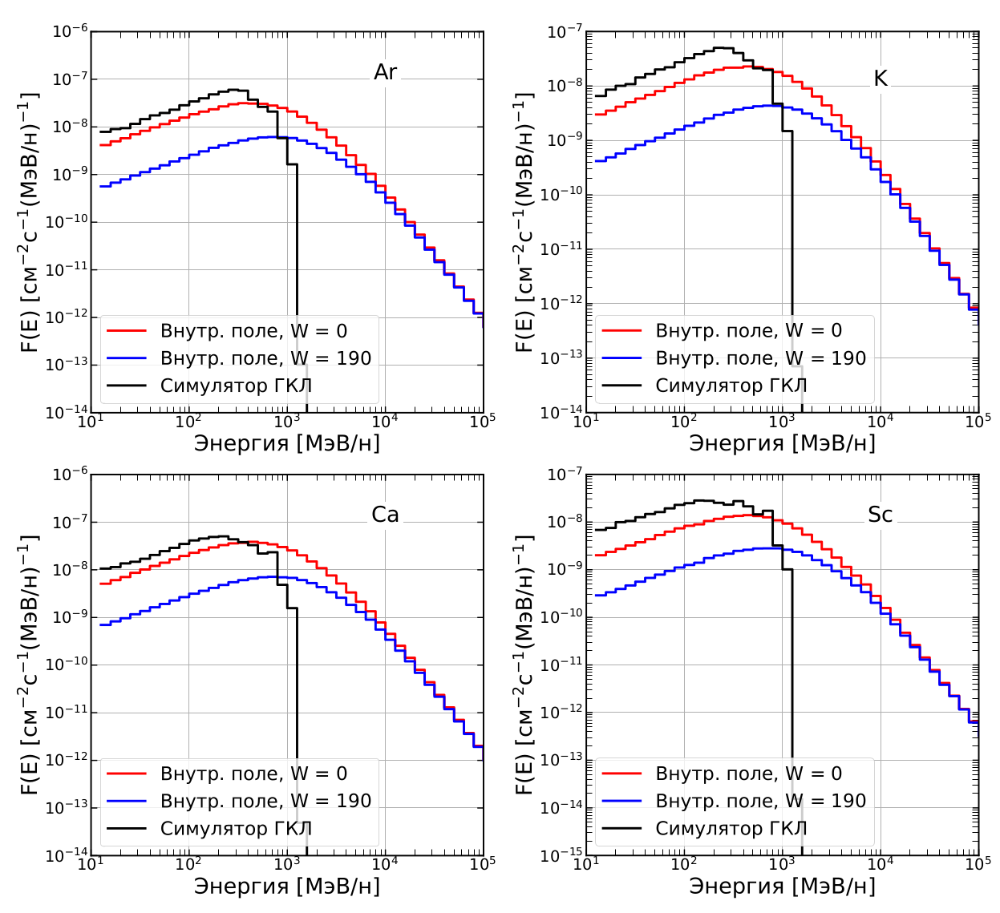 Ar
F(E) [см⁻²с⁻¹(МэВ/н)⁻¹]
10⁻⁶
10⁻⁷
10⁻⁸
10⁻⁹
10⁻¹⁰
10⁻¹¹
10⁻¹²
10⁻¹³
10⁻¹⁴
Внутр. поле, W = 0
Внутр. поле, W = 190
Симулятор ГКЛ
10¹ 10² 10³ 10⁴ 10⁵
Энергия [МэВ/н]
K
F(E) [см⁻²с⁻¹(МэВ/н)⁻¹]
10⁻⁷
10⁻⁸
10⁻⁹
10⁻¹⁰
10⁻¹¹
10⁻¹²
10⁻¹³
10⁻¹⁴
Внутр. поле, W = 0
Внутр. поле, W = 190
Симулятор ГКЛ
10¹ 10² 10³ 10⁴ 10⁵
Энергия [МэВ/н]
Ca
F(E) [см⁻²с⁻¹(МэВ/н)⁻¹]
10⁻⁶
10⁻⁷
10⁻⁸
10⁻⁹
10⁻¹⁰
10⁻¹¹
10⁻¹²
10⁻¹³
10⁻¹⁴
Внутр. поле, W = 0
Внутр. поле, W = 190
Симулятор ГКЛ
10¹ 10² 10³ 10⁴ 10⁵
Энергия [МэВ/н]
Sc
F(E) [см⁻²с⁻¹(МэВ/н)⁻¹]
10⁻⁷
10⁻⁸
10⁻⁹
10⁻¹⁰
10⁻¹¹
10⁻¹²
10⁻¹³
10⁻¹⁴
10⁻¹⁵
Внутр. поле, W = 0
Внутр. поле, W = 190
Симулятор ГКЛ
10¹ 10² 10³ 10⁴ 10⁵
Энергия [МэВ/н]